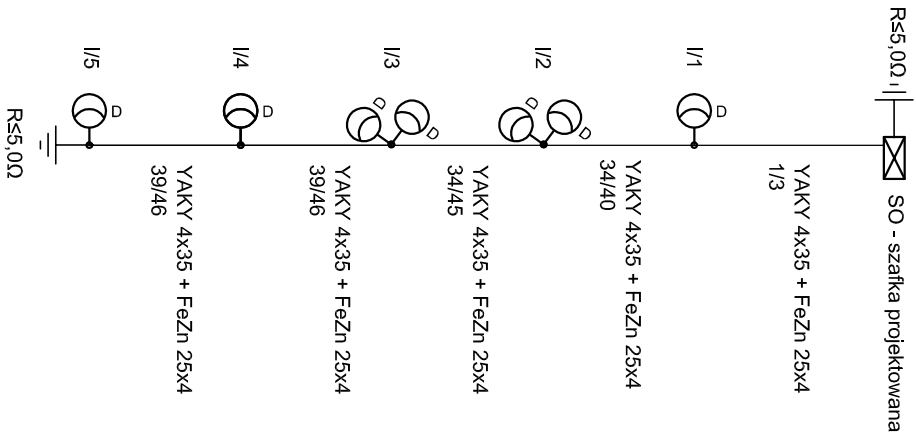 R≤5,0Ω
SO - szafka projektowana
YAKY 4x35 + FeZn 25x4
1/3
I/1
D
YAKY 4x35 + FeZn 25x4
34/40
I/2
D
D
YAKY 4x35 + FeZn 25x4
34/45
I/3
D
D
YAKY 4x35 + FeZn 25x4
39/46
I/4
D
YAKY 4x35 + FeZn 25x4
39/46
I/5
D
R≤5,0Ω